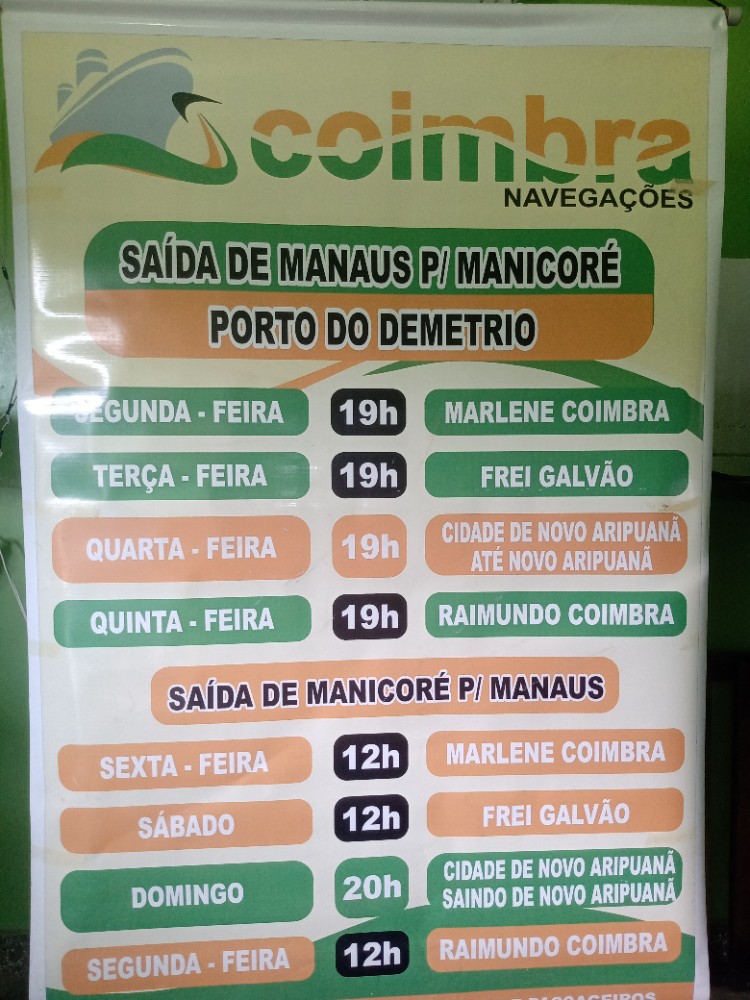 coimbra
NAVEGAÇÕES
SAÍDA DE MANAUS P/ MANICORÉ
PORTO DO DEMETRIO
SEGUNDA - FEIRA 19h MARLENE COIMBRA
TERÇA - FEIRA 19h FREI GALVÃO
QUARTA - FEIRA 19h CIDADE DE NOVO ARIPUANÃ
ATÉ NOVO ARIPUANÃ
QUINTA - FEIRA 19h RAIMUNDO COIMBRA
SAÍDA DE MANICORÉ P/ MANAUS
SEXTA - FEIRA 12h MARLENE COIMBRA
SÁBADO 12h FREI GALVÃO
DOMINGO 20h CIDADE DE NOVO ARIPUANÃ
SAINDO DE NOVO ARIPUANÃ
SEGUNDA - FEIRA 12h RAIMUNDO COIMBRA
PASSAGEIROS